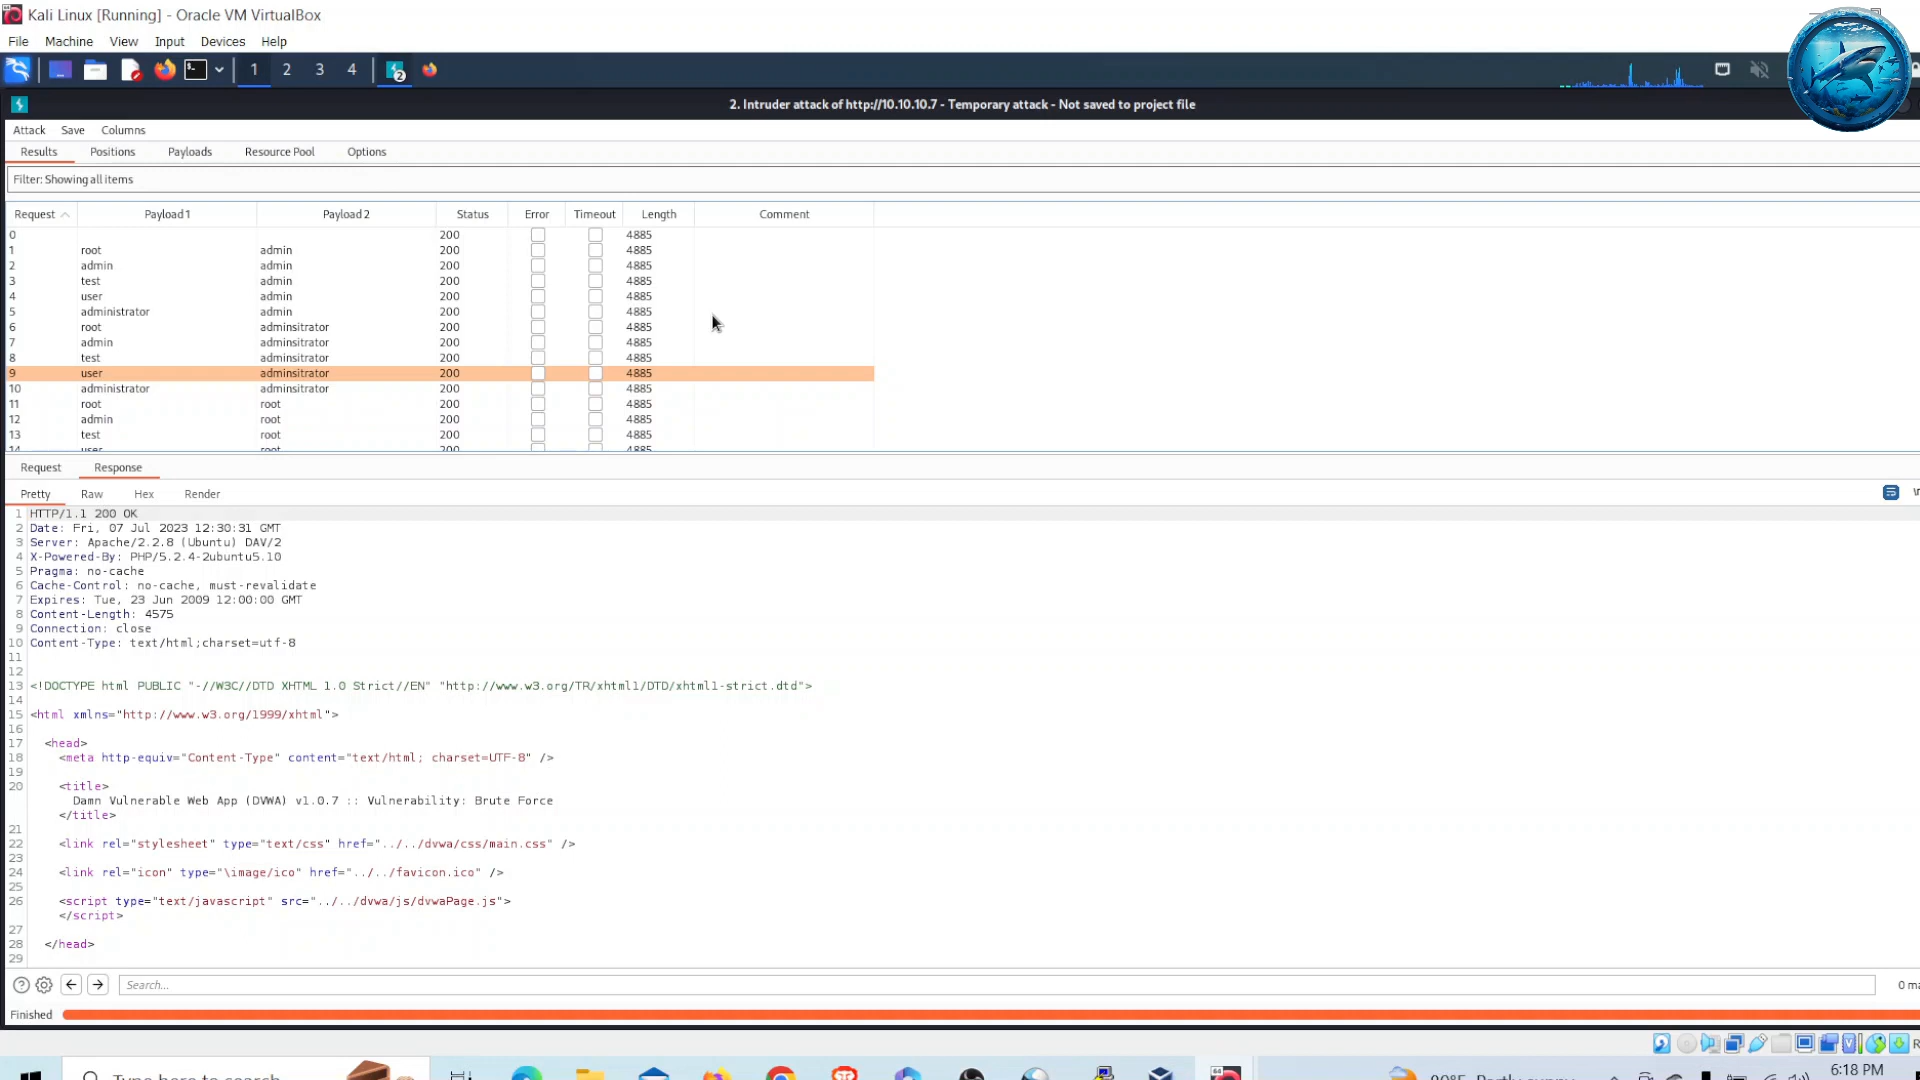 Kali Linux [Running] - Oracle VM VirtualBox
File Machine View Input Devices Help
1 2 3 4 2
2. Intruder attack of http://10.10.10.7 - Temporary attack - Not saved to project file
Attack Save Columns
Results Positions Payloads Resource Pool Options
Filter: Showing all items
Request Payload 1 Payload 2 Status Error Timeout Length Comment
0 200 4885
1 root admin 200 4885
2 admin admin 200 4885
3 test admin 200 4885
4 user admin 200 4885
5 administrator admin 200 4885
6 root adminsitrator 200 4885
7 admin adminsitrator 200 4885
8 test adminsitrator 200 4885
9 user adminsitrator 200 4885
10 administrator adminsitrator 200 4885
11 root root 200 4885
12 admin root 200 4885
13 test root 200 4885
14 user root 200 4885
Request Response
Pretty Raw Hex Render
1 HTTP/1.1 200 OK
2 Date: Fri, 07 Jul 2023 12:30:31 GMT
3 Server: Apache/2.2.8 (Ubuntu) DAV/2
4 X-Powered-By: PHP/5.2.4-2ubuntu5.10
5 Pragma: no-cache
6 Cache-Control: no-cache, must-revalidate
7 Expires: Tue, 23 Jun 2009 12:00:00 GMT
8 Content-Length: 4575
9 Connection: close
10 Content-Type: text/html;charset=utf-8
11
12
13 <!DOCTYPE html PUBLIC "-//W3C//DTD XHTML 1.0 Strict//EN" "http://www.w3.org/TR/xhtml1/DTD/xhtml1-strict.dtd">
14
15 <html xmlns="http://www.w3.org/1999/xhtml">
16
17 <head>
18 <meta http-equiv="Content-Type" content="text/html; charset=UTF-8" />
19
20 <title>
Damn Vulnerable Web App (DVWA) v1.0.7 :: Vulnerability: Brute Force
</title>
21
22 <link rel="stylesheet" type="text/css" href="../../dvwa/css/main.css" />
23
24 <link rel="icon" type="\image/ico" href="../../favicon.ico" />
25
26 <script type="text/javascript" src="../../dvwa/js/dvwaPage.js">
</script>
27
28 </head>
29
Search...
0 ma
Finished
Type here to search
6:18 PM